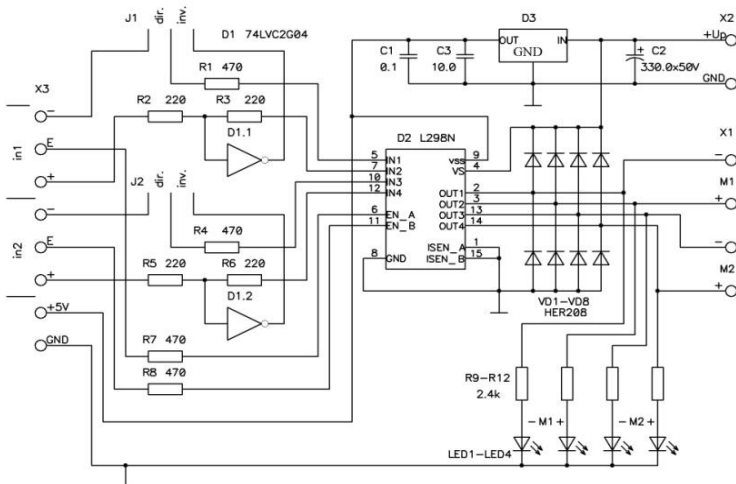 J1
dir.
inv.
D1 74LVC2G04
D3
X2
OUT
IN
GND
+Up
C1
0.1
C3
10.0
+
C2
330.0x50V
GND
R1 470
X3
−
R2 220
R3 220
in1
E
D1.1
+
D2 L298N
X1
5
IN1
7
IN2
10
IN3
12
IN4
vss
9
VS
4
−
J2
dir.
inv.
−
OUT1
2
OUT2
3
OUT3
13
OUT4
14
M1
+
6
EN_A
11
EN_B
R4
470
in2
E
−
8
GND
ISEN_A
1
ISEN_B
15
M2
+
R5 220
R6 220
+
D1.2
VD1−VD8
HER208
+5V
GND
R7 470
R8 470
R9−R12
2.4k
−M1+
−M2+
LED1−LED4